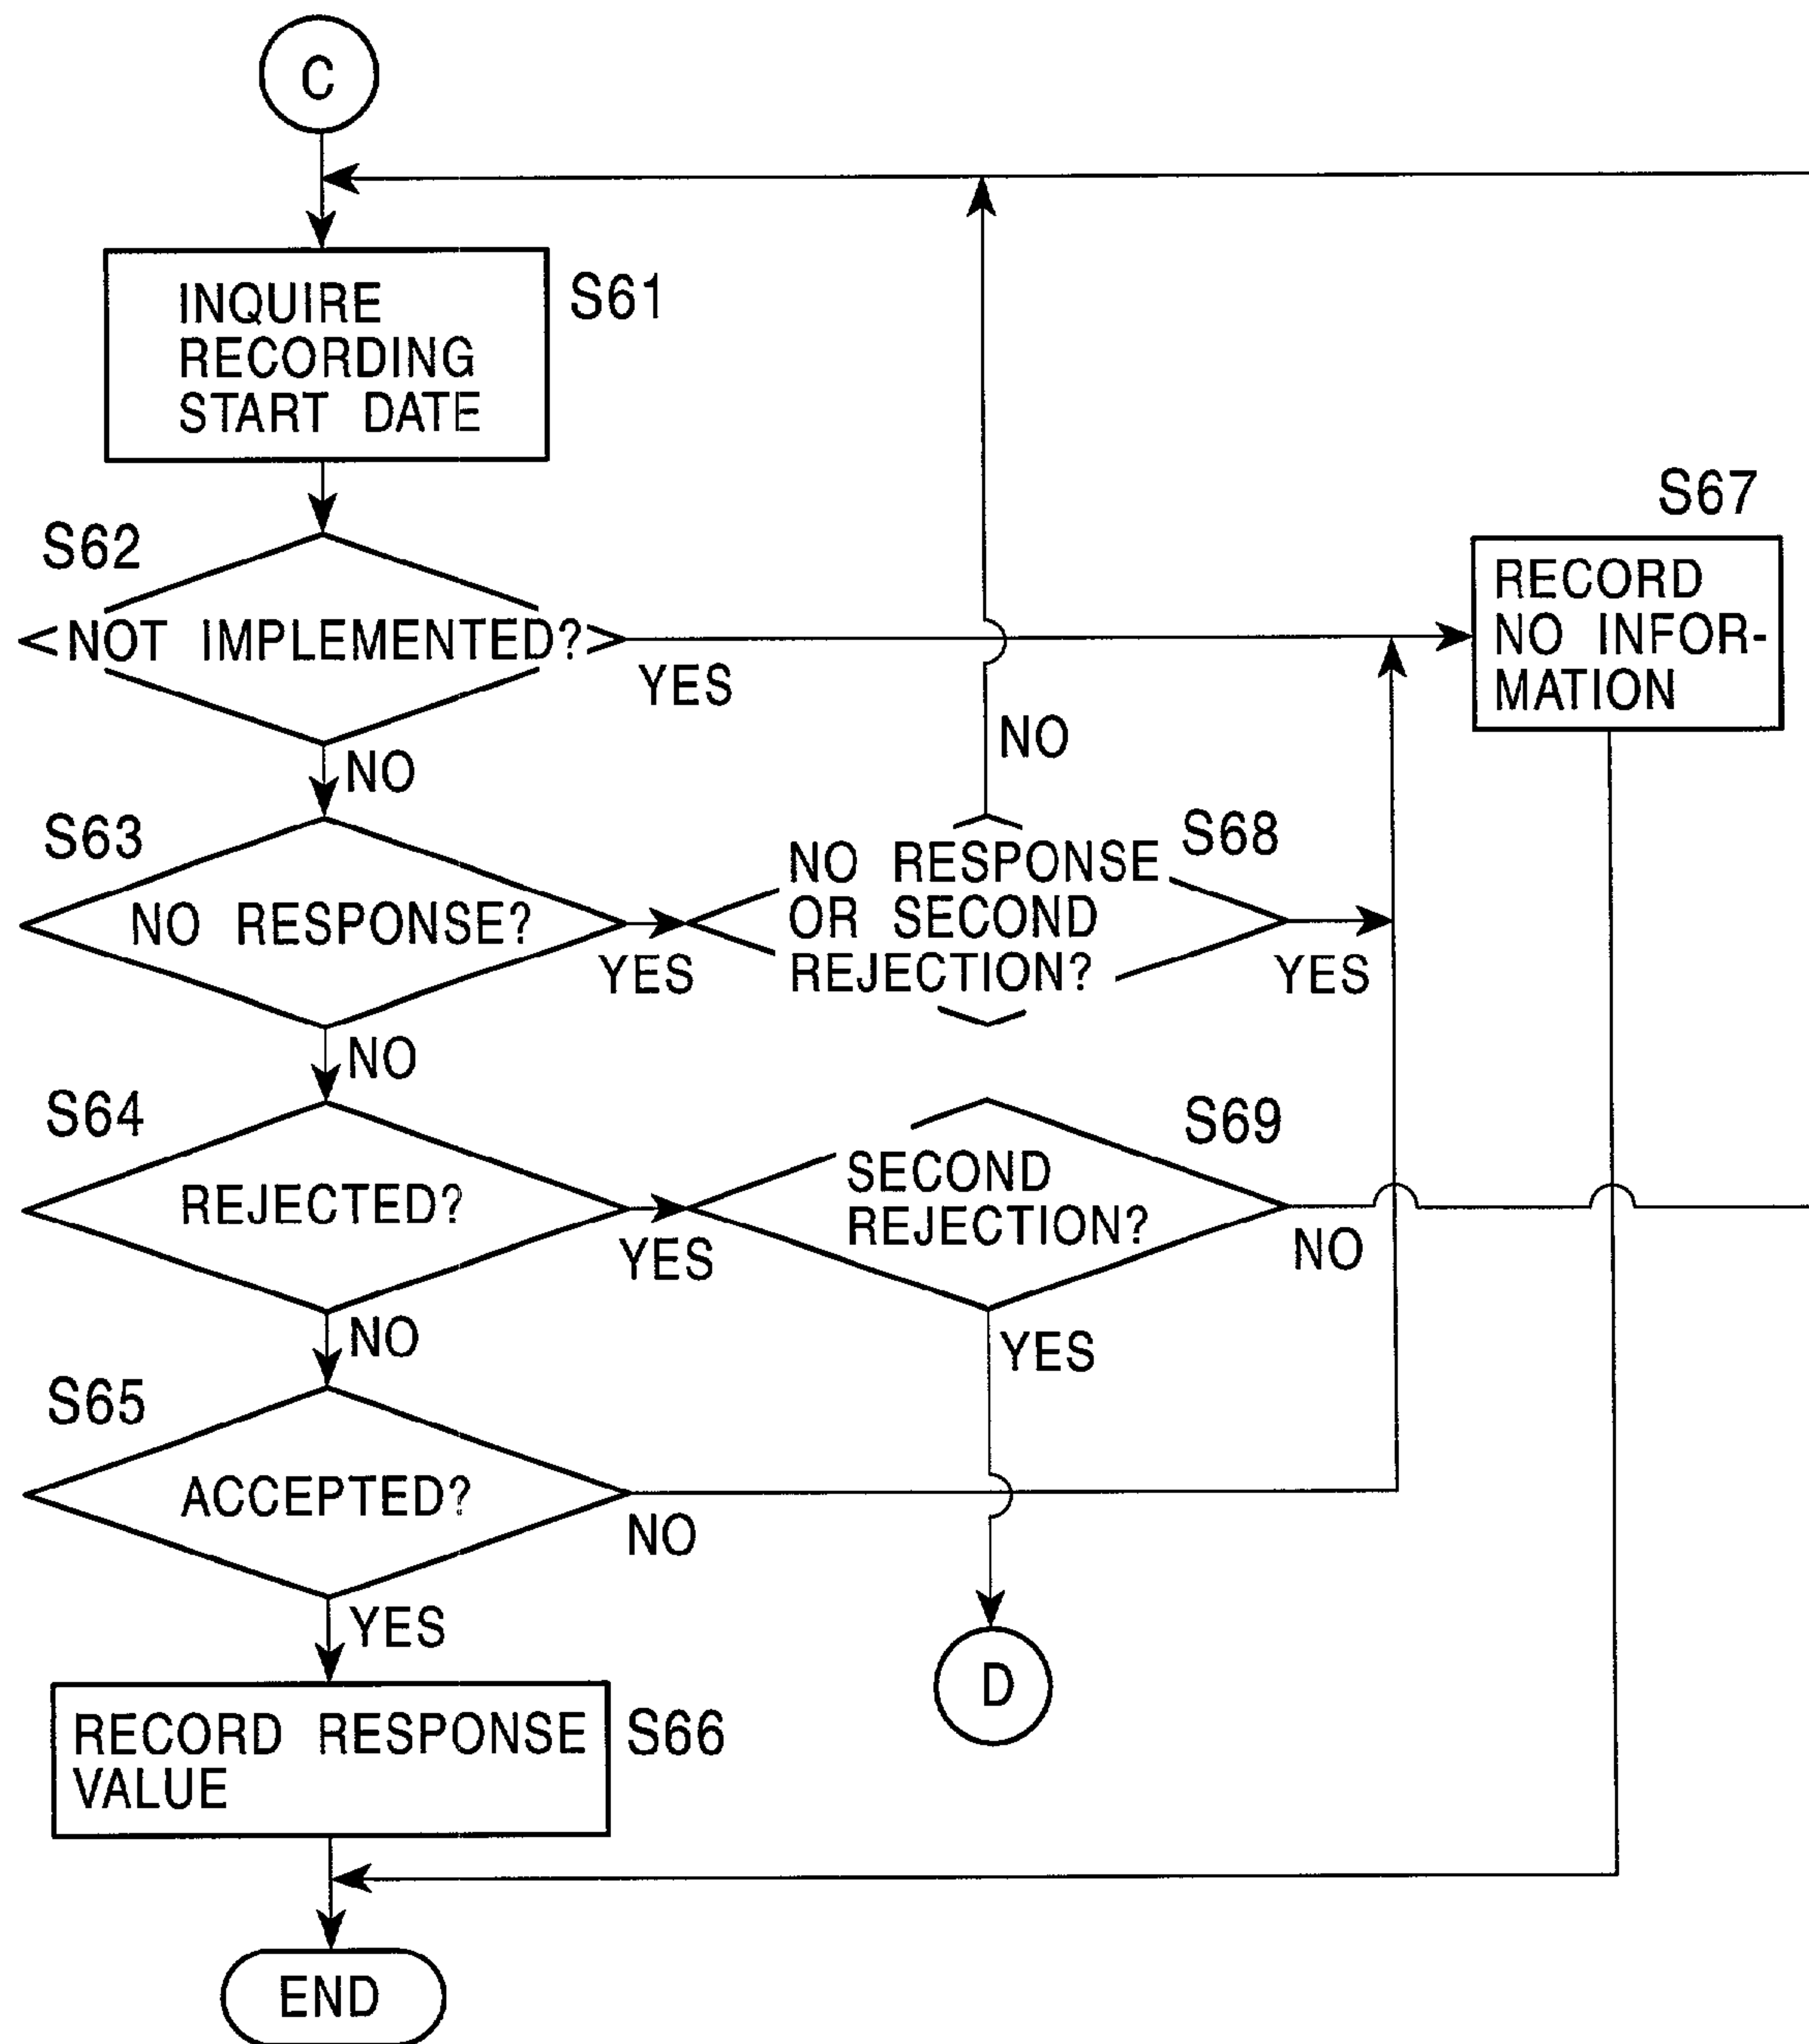 C
INQUIRE
RECORDING
START DATE
S61
S62
NOT IMPLEMENTED?
YES
NO
S67
RECORD
NO INFOR-
MATION
S63
NO RESPONSE?
YES
NO
S68
NO RESPONSE
OR SECOND
REJECTION?
NO
YES
S64
REJECTED?
YES
NO
S69
SECOND
REJECTION?
NO
YES
D
S65
ACCEPTED?
NO
YES
RECORD RESPONSE
VALUE
S66
END